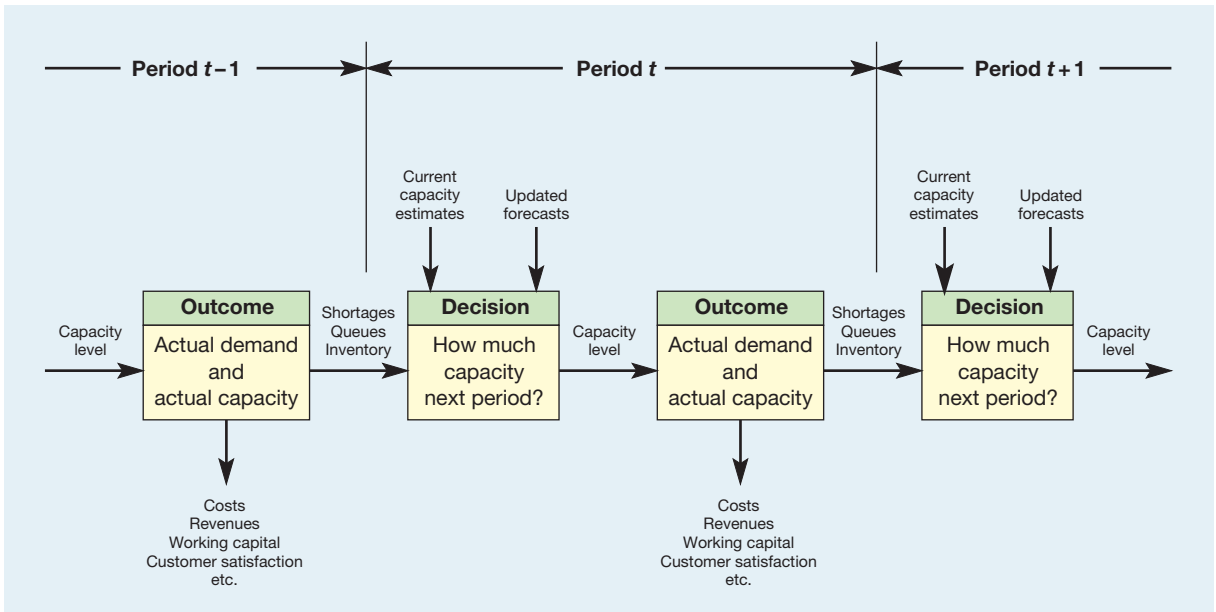 Period t – 1
Period t
Period t + 1
Current
capacity
estimates
Updated
forecasts
Current
capacity
estimates
Updated
forecasts
Capacity
level
Outcome
Actual demand
and
actual capacity
Shortages
Queues
Inventory
Decision
How much
capacity
next period?
Capacity
level
Outcome
Actual demand
and
actual capacity
Shortages
Queues
Inventory
Decision
How much
capacity
next period?
Capacity
level
Costs
Revenues
Working capital
Customer satisfaction
etc.
Costs
Revenues
Working capital
Customer satisfaction
etc.